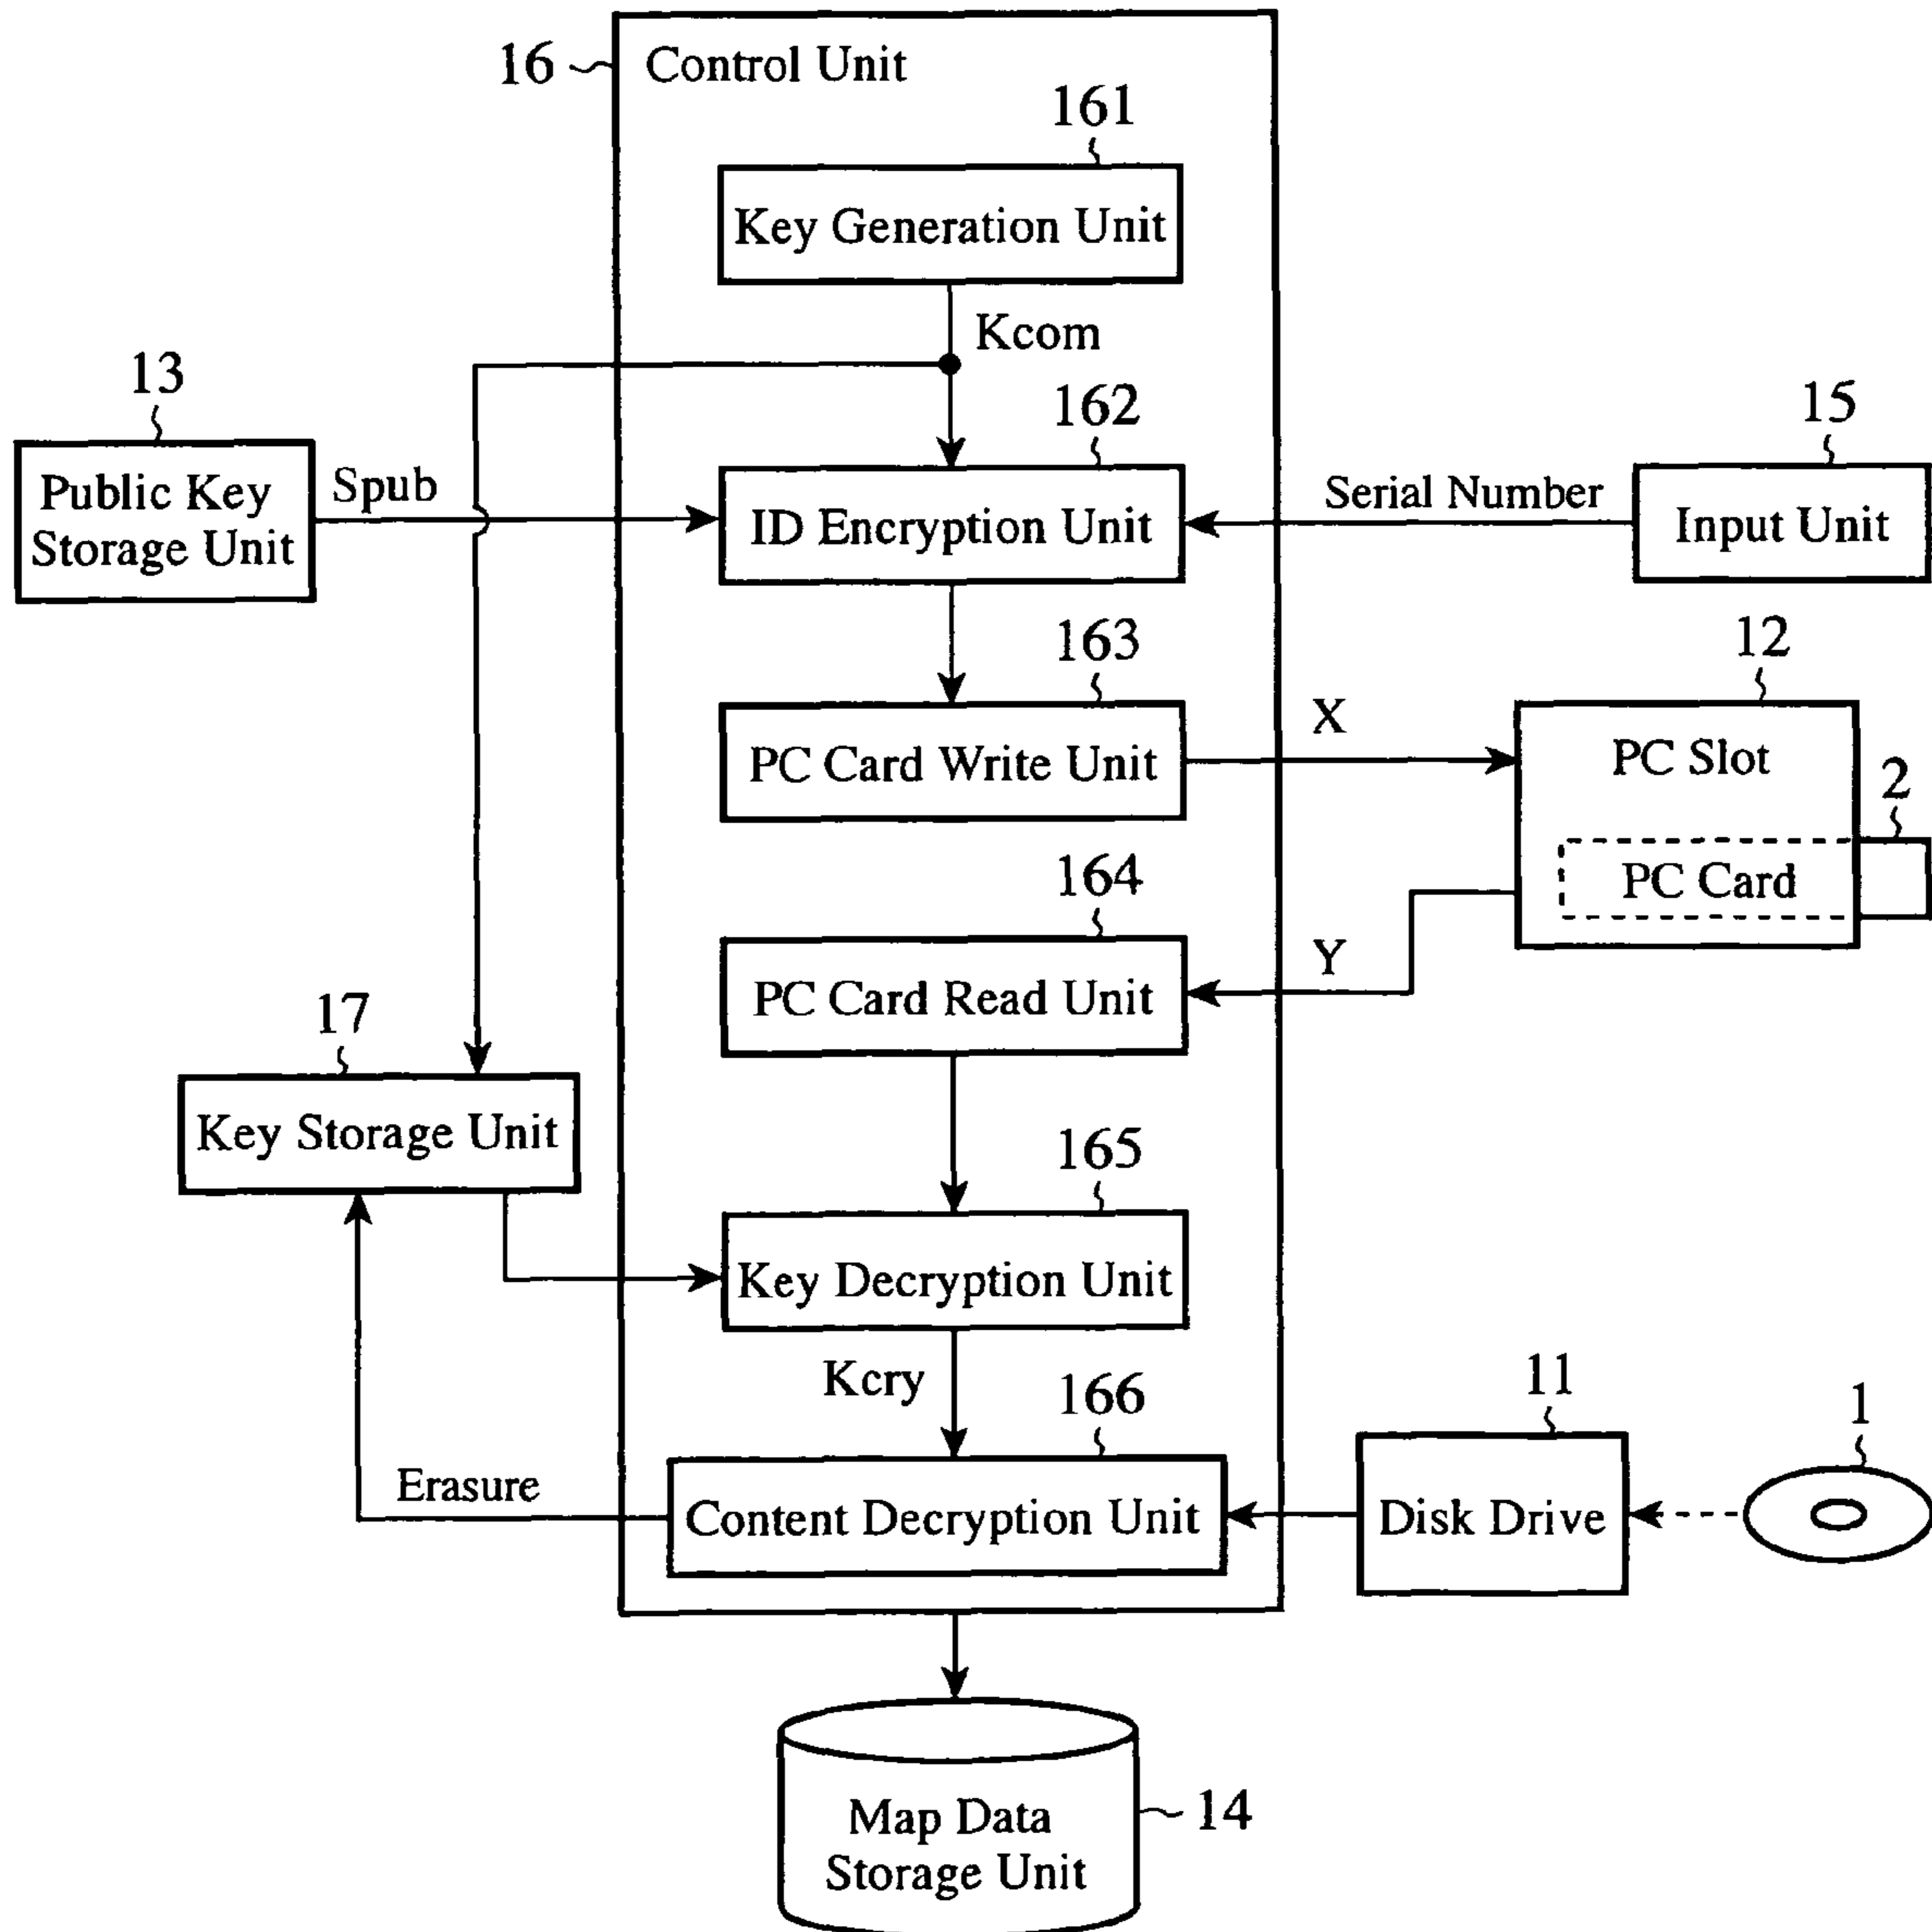 16
Control Unit
161
Key Generation Unit
Kcom
13
Public Key
Storage Unit
Spub
162
ID Encryption Unit
Serial Number
15
Input Unit
163
PC Card Write Unit
X
12
PC Slot
2
PC Card
164
PC Card Read Unit
Y
17
Key Storage Unit
165
Key Decryption Unit
Kcry
166
Content Decryption Unit
Erasure
11
Disk Drive
1
Map Data
Storage Unit
14